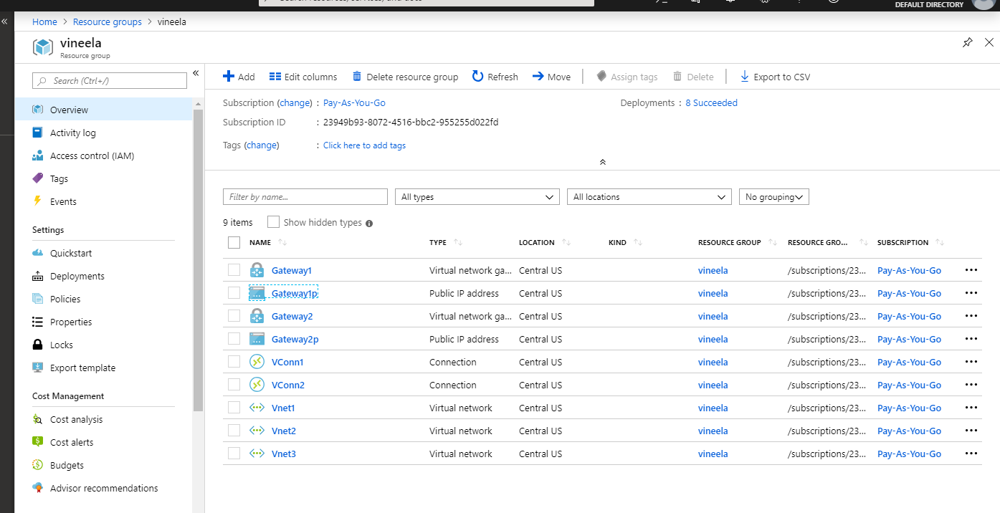 DEFAULT DIRECTORY
Home > Resource groups > vineela
vineela
Resource group
Search (Ctrl+/)
Overview
Activity log
Access control (IAM)
Tags
Events
Settings
Quickstart
Deployments
Policies
Properties
Locks
Export template
Cost Management
Cost analysis
Cost alerts
Budgets
Advisor recommendations
Add Edit columns Delete resource group Refresh Move Assign tags Delete Export to CSV
Subscription (change) : Pay-As-You-Go Deployments : 8 Succeeded
Subscription ID : 23949b93-8072-4516-bbc2-955255d022fd
Tags (change) : Click here to add tags
Filter by name... All types All locations No grouping
9 items Show hidden types
NAME TYPE LOCATION KIND RESOURCE GROUP RESOURCE GRO... SUBSCRIPTION
Gateway1 Virtual network ga... Central US vineela /subscriptions/23... Pay-As-You-Go
Gateway1p Public IP address Central US vineela /subscriptions/23... Pay-As-You-Go
Gateway2 Virtual network ga... Central US vineela /subscriptions/23... Pay-As-You-Go
Gateway2p Public IP address Central US vineela /subscriptions/23... Pay-As-You-Go
VConn1 Connection Central US vineela /subscriptions/23... Pay-As-You-Go
VConn2 Connection Central US vineela /subscriptions/23... Pay-As-You-Go
Vnet1 Virtual network Central US vineela /subscriptions/23... Pay-As-You-Go
Vnet2 Virtual network Central US vineela /subscriptions/23... Pay-As-You-Go
Vnet3 Virtual network Central US vineela /subscriptions/23... Pay-As-You-Go